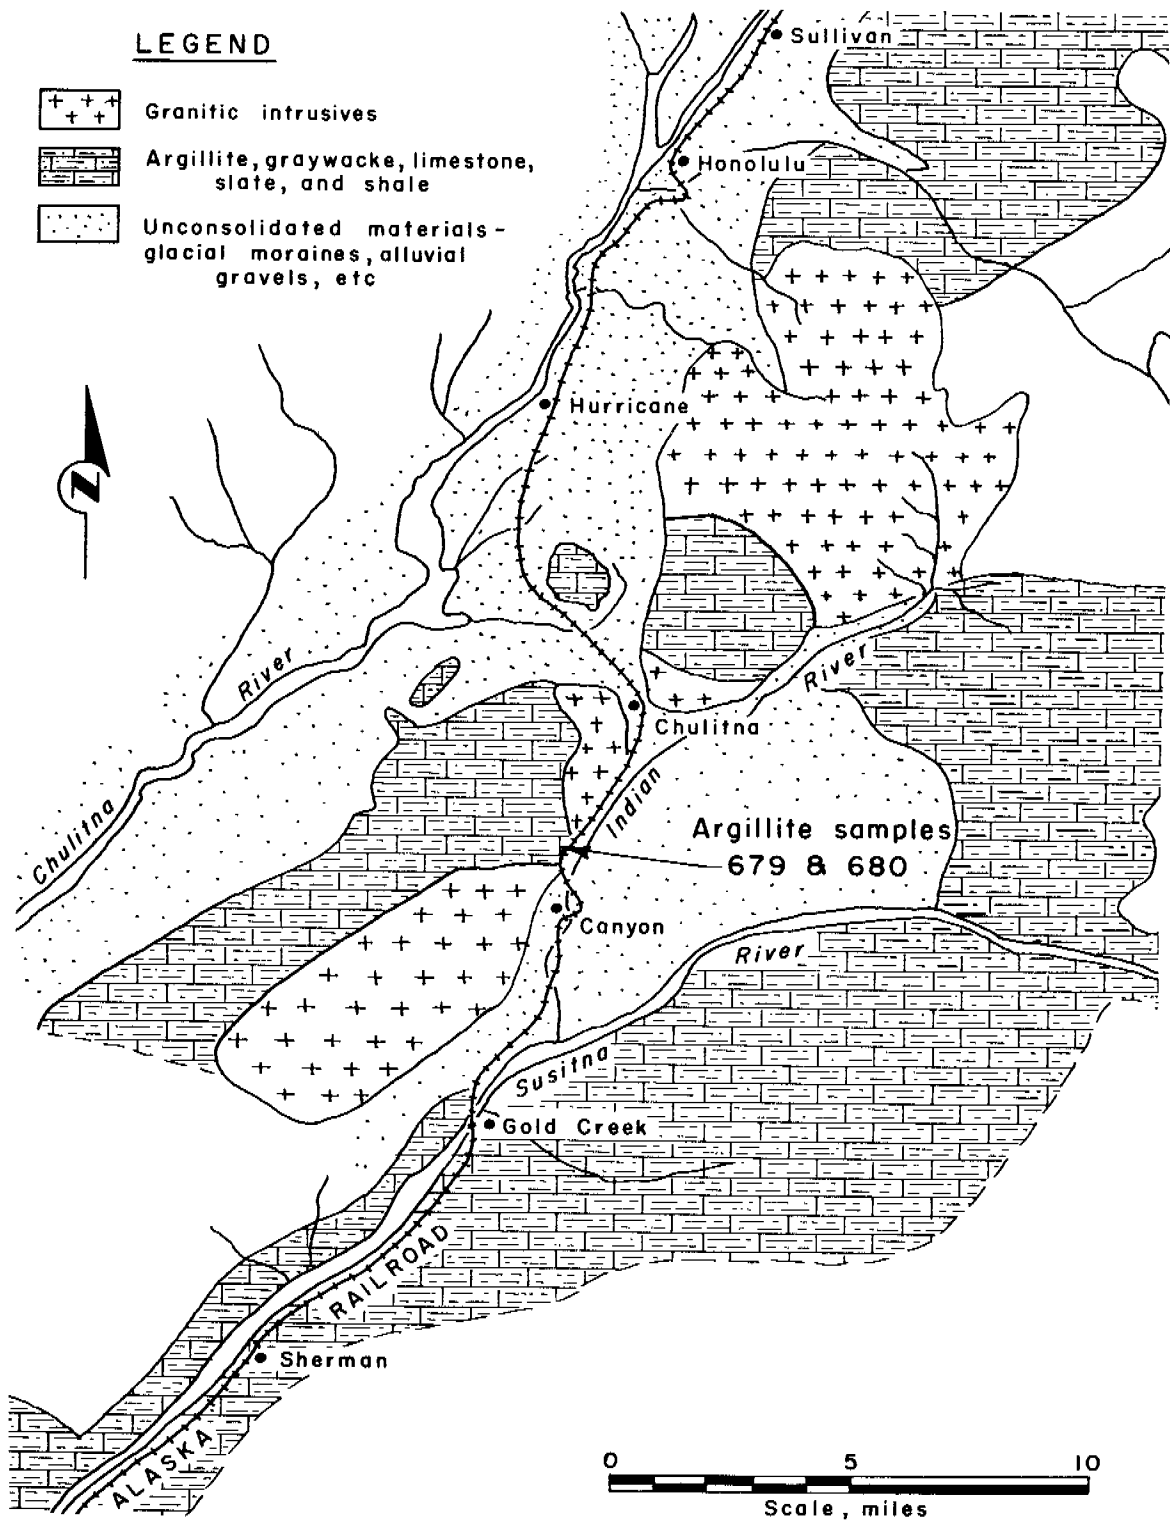 LEGEND
Granitic intrusives
Argillite, graywacke, limestone,
slate, and shale
Unconsolidated materials-
glacial moraines, alluvial
gravels, etc
Sullivan
Honolulu
Hurricane
N
River
River
Chulitna
Chulitna
Indian
Argillite samples
679 & 680
Canyon
River
Susitna
Gold Creek
RAILROAD
Sherman
ALASKA
0 5 10
Scale, miles